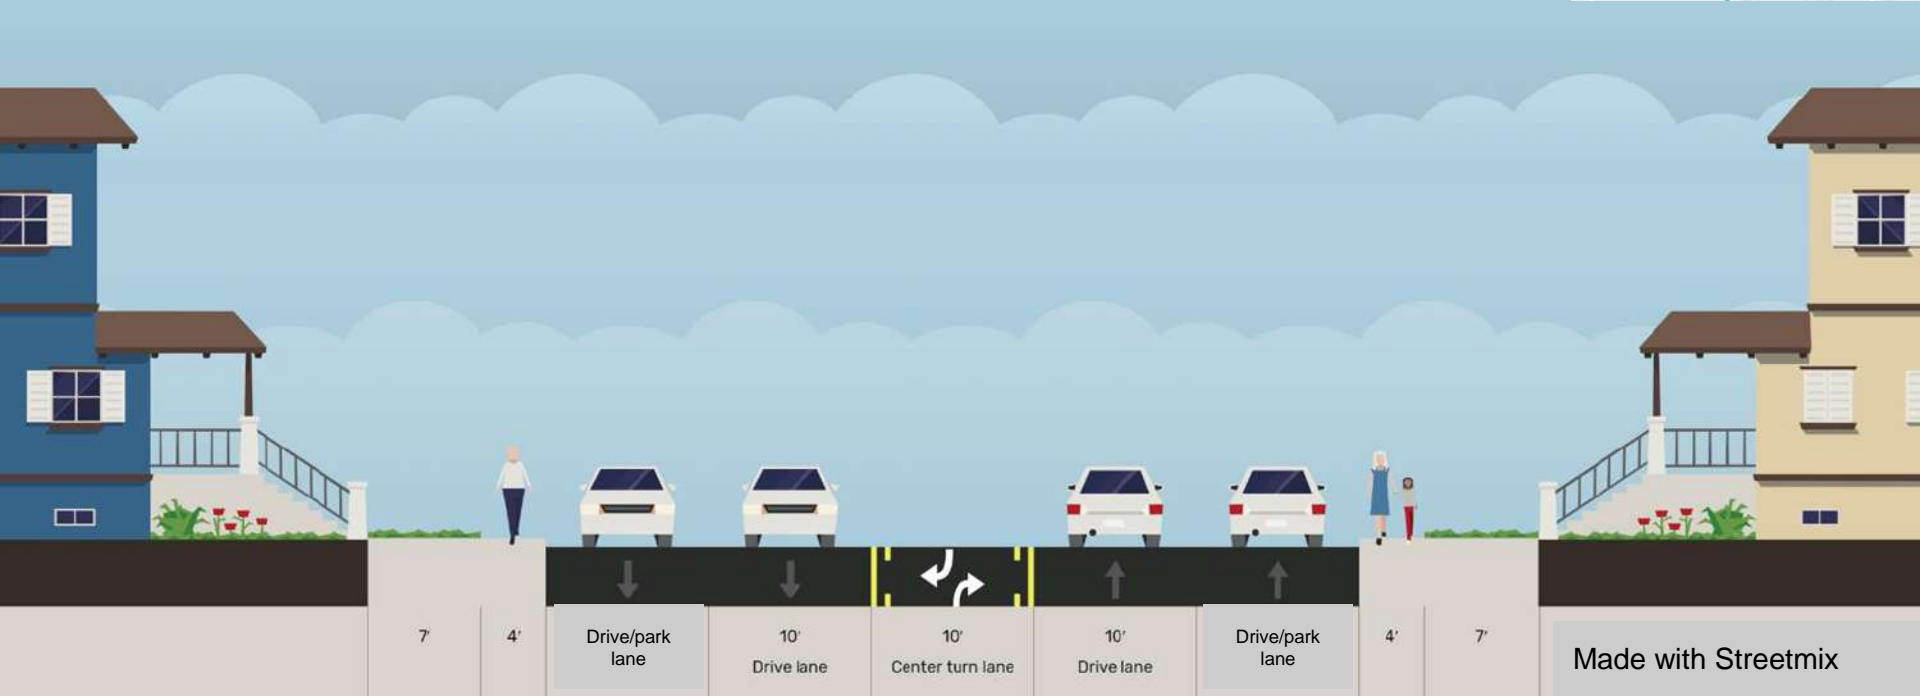 7'
4'
Drive/park
lane
10'
Drive lane
10'
Center turn lane
10'
Drive lane
Drive/park
lane
4'
7'
Made with Streetmix